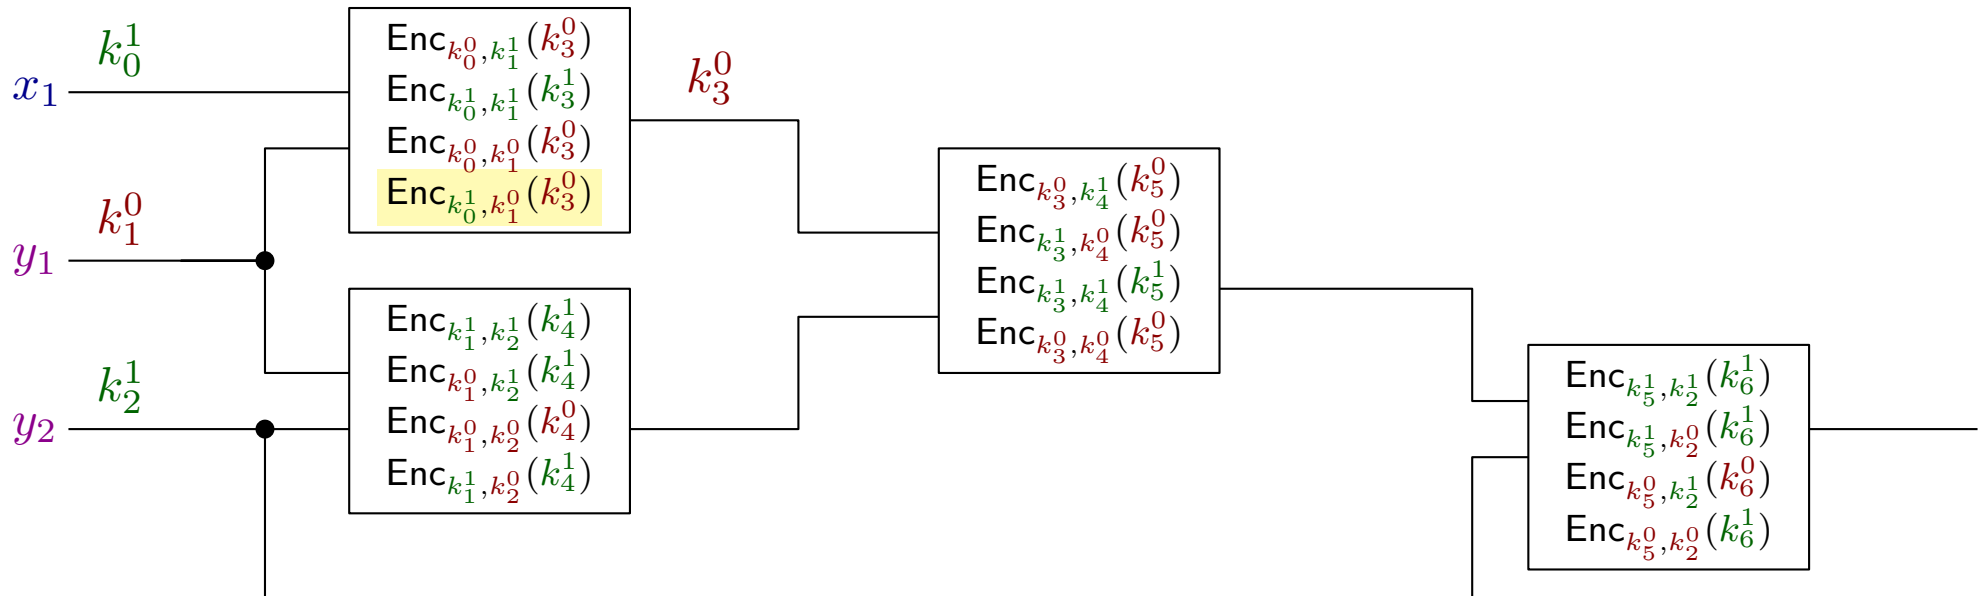 k_0^1
x_1
Enc_{k_0^0,k_1^1}(k_3^0)
Enc_{k_0^1,k_1^1}(k_3^1)
Enc_{k_0^0,k_1^0}(k_3^0)
Enc_{k_0^1,k_1^0}(k_3^0)
k_3^0
k_1^0
y_1
Enc_{k_1^1,k_2^1}(k_4^1)
Enc_{k_1^0,k_2^1}(k_4^1)
Enc_{k_1^0,k_2^0}(k_4^0)
Enc_{k_1^1,k_2^0}(k_4^1)
k_2^1
y_2
Enc_{k_3^0,k_4^1}(k_5^0)
Enc_{k_3^1,k_4^0}(k_5^0)
Enc_{k_3^1,k_4^1}(k_5^1)
Enc_{k_3^0,k_4^0}(k_5^0)
Enc_{k_5^1,k_2^1}(k_6^1)
Enc_{k_5^1,k_2^0}(k_6^1)
Enc_{k_5^0,k_2^1}(k_6^0)
Enc_{k_5^0,k_2^0}(k_6^1)